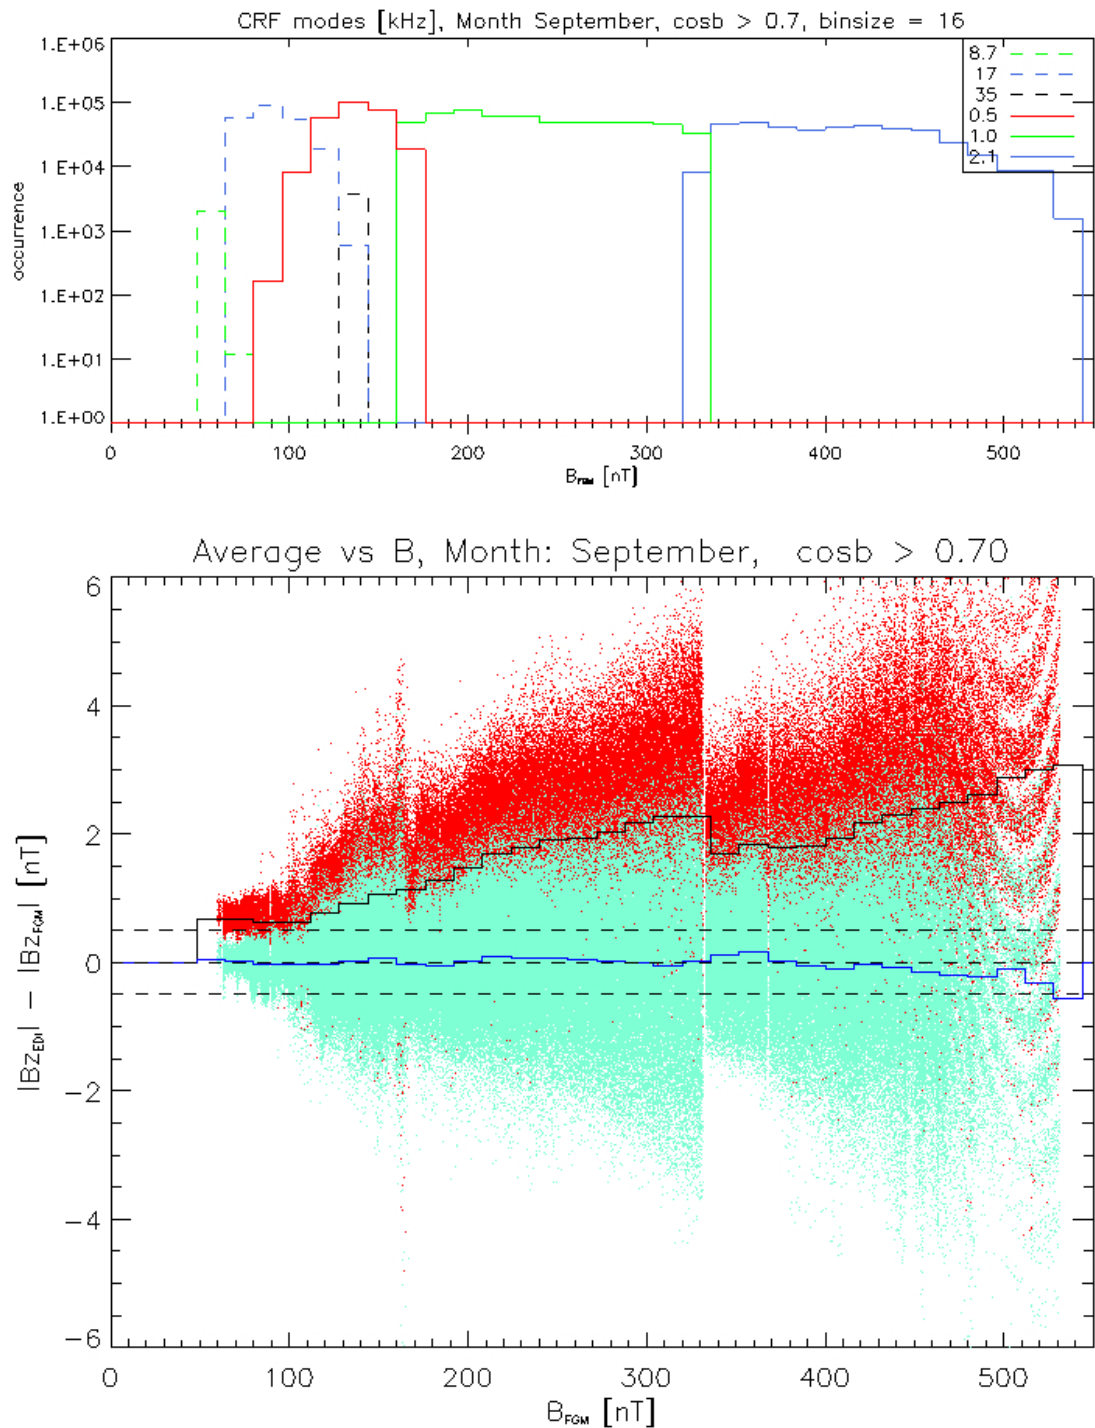 CRF modes [kHz], Month September, cosb > 0.7, binsize = 16
1.E+06
1.E+05
1.E+04
1.E+03
1.E+02
1.E+01
1.E+00
occurrence
8.7
17
35
0.5
1.0
2.1
0 100 200 300 400 500
B_FGM [nT]
Average vs B, Month: September, cosb > 0.70
6
4
2
0
−2
−4
−6
|Bz_EDI| − |Bz_FGM| [nT]
0 100 200 300 400 500
B_FGM [nT]